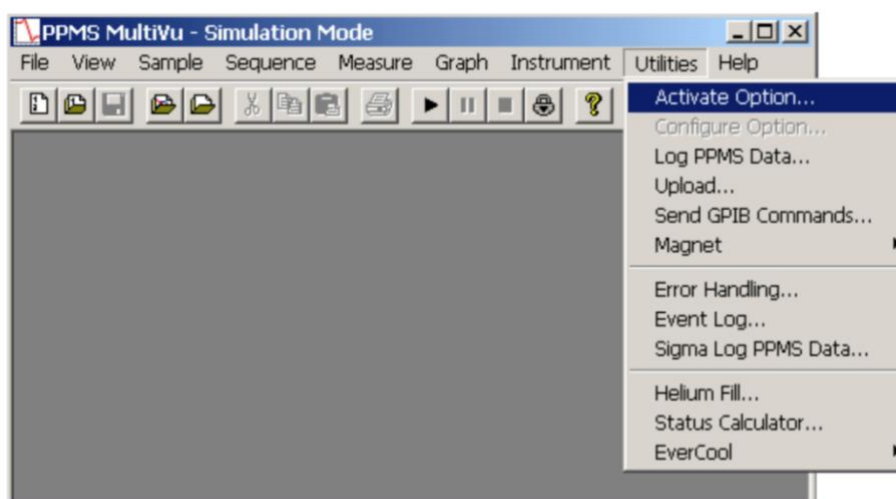 PPMS MultiVu - Simulation Mode
File View Sample Sequence Measure Graph Instrument Utilities Help
Activate Option...
Configure Option...
Log PPMS Data...
Upload...
Send GPIB Commands...
Magnet
Error Handling...
Event Log...
Sigma Log PPMS Data...
Helium Fill...
Status Calculator...
EverCool